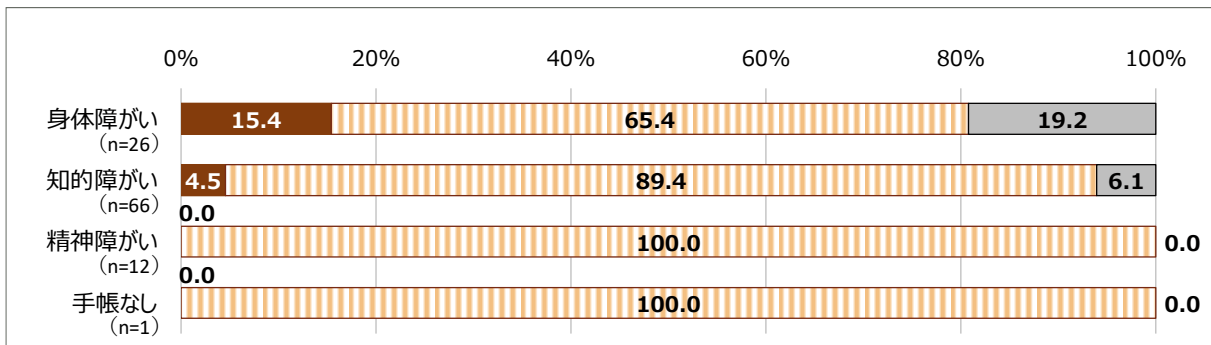 0% 20% 40% 60% 80% 100%
身体障がい 15.4 65.4 19.2
（n=26）
知的障がい 4.5 89.4 6.1
（n=66）
0.0
精神障がい 100.0 0.0
（n=12）
0.0
手帳なし 100.0 0.0
（n=1）